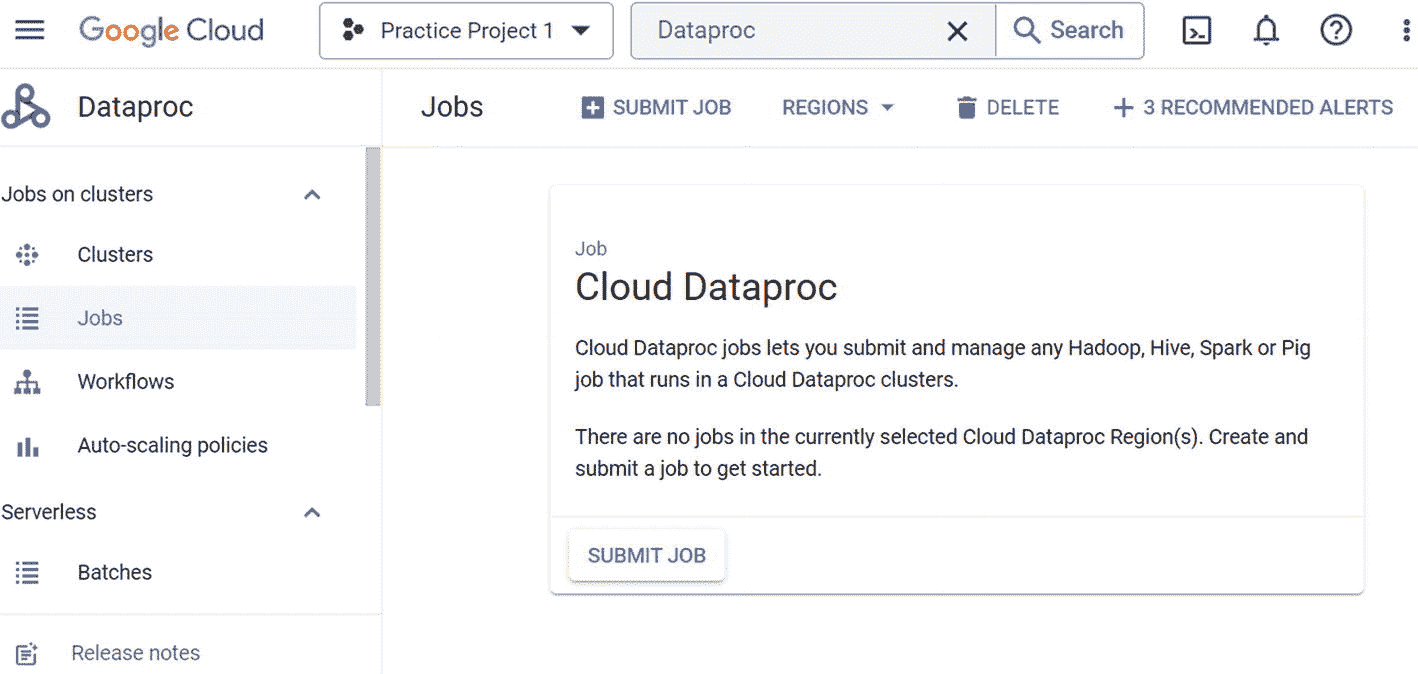 Google Cloud
Practice Project 1
Dataproc
Search
Dataproc
Jobs
SUBMIT JOB
REGIONS
DELETE
3 RECOMMENDED ALERTS
Jobs on clusters
Clusters
Jobs
Workflows
Auto-scaling policies
Serverless
Batches
Release notes
Job
Cloud Dataproc
Cloud Dataproc jobs lets you submit and manage any Hadoop, Hive, Spark or Pig
job that runs in a Cloud Dataproc clusters.
There are no jobs in the currently selected Cloud Dataproc Region(s). Create and
submit a job to get started.
SUBMIT JOB